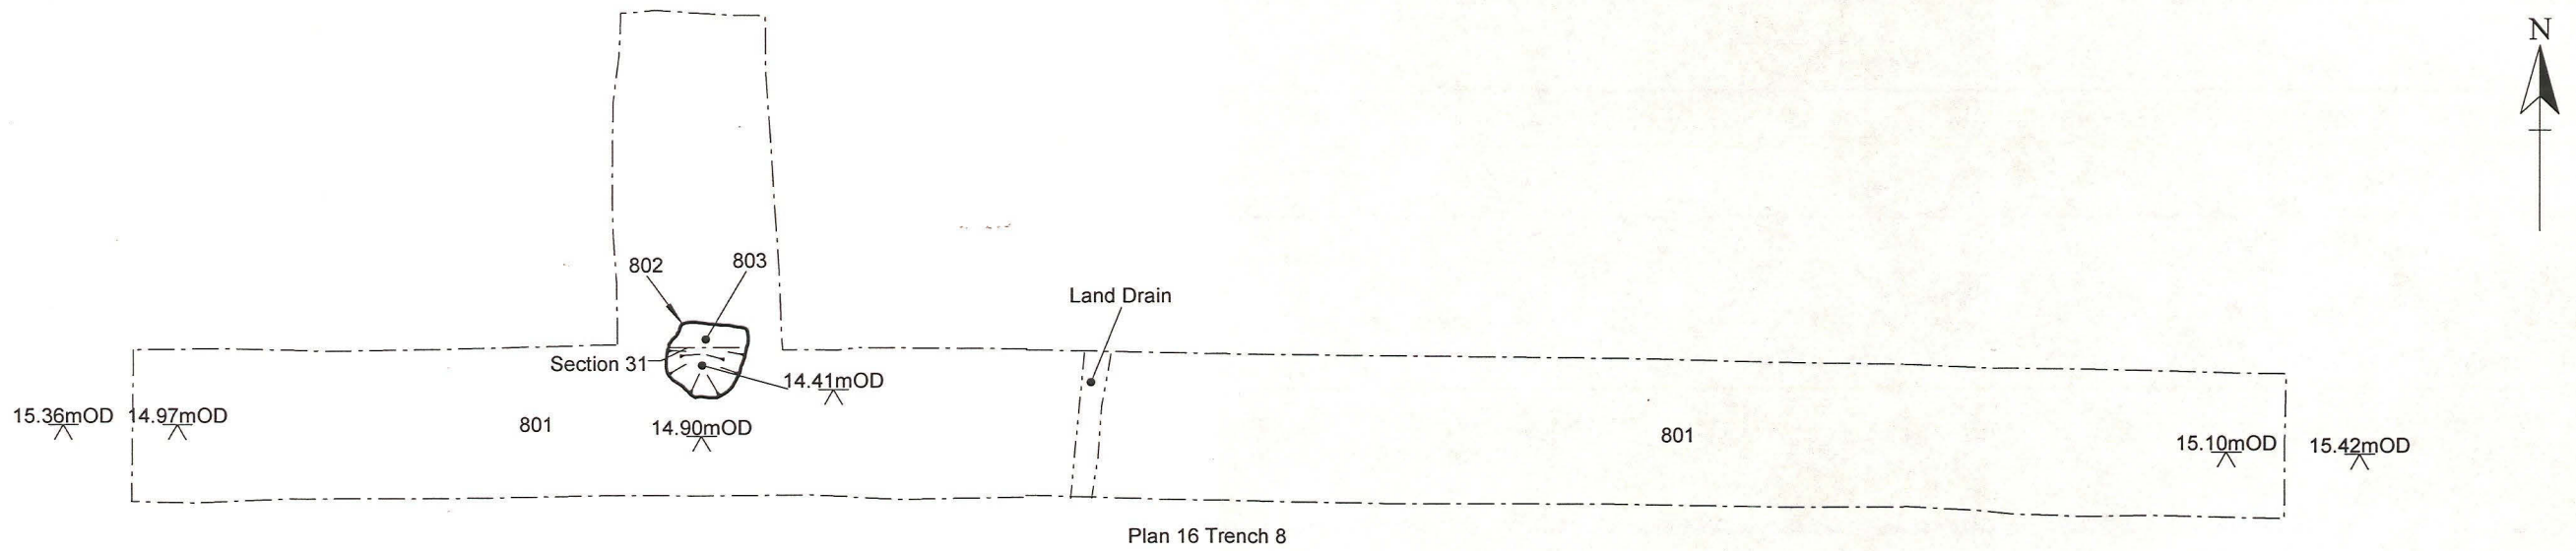 N
802
803
Land Drain
Section 31
14.41mOD
15.36mOD
14.97mOD
801
14.90mOD
801
15.10mOD
15.42mOD
Plan 16 Trench 8